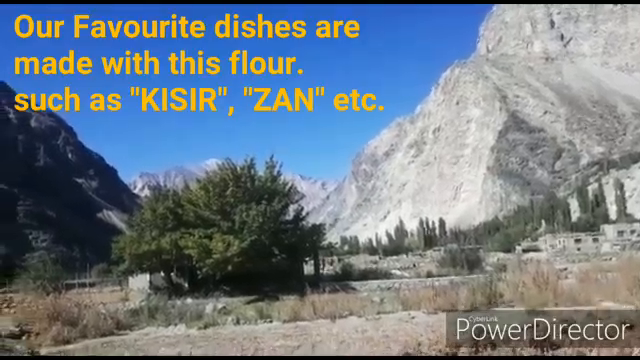 Our Favourite dishes are
made with this flour.
such as "KISIR", "ZAN" etc.
CyberLink
PowerDirector